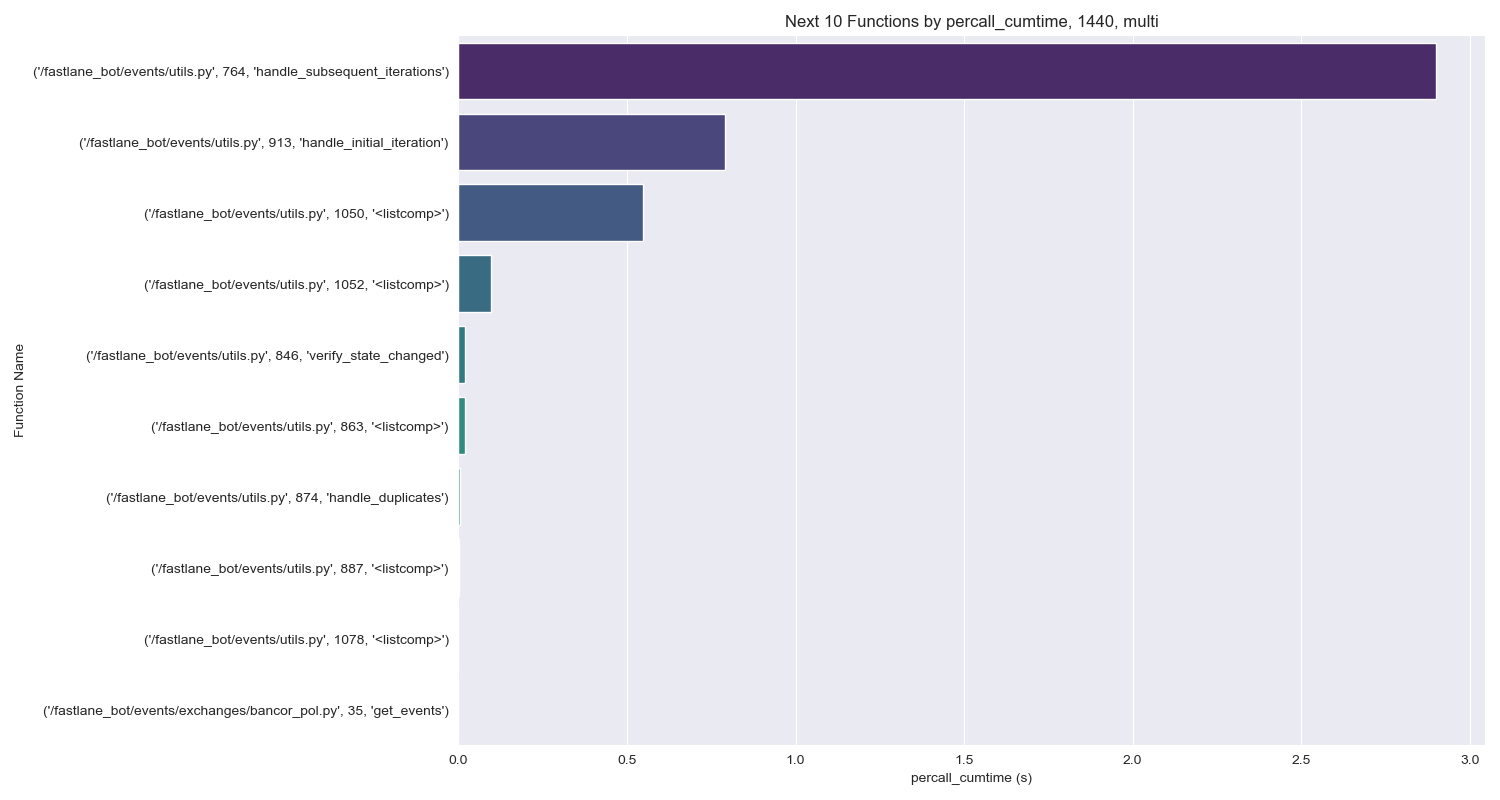 Next 10 Functions by percall_cumtime, 1440, multi
Function Name
('/fastlane_bot/events/utils.py', 764, 'handle_subsequent_iterations')
('/fastlane_bot/events/utils.py', 913, 'handle_initial_iteration')
('/fastlane_bot/events/utils.py', 1050, '<listcomp>')
('/fastlane_bot/events/utils.py', 1052, '<listcomp>')
('/fastlane_bot/events/utils.py', 846, 'verify_state_changed')
('/fastlane_bot/events/utils.py', 863, '<listcomp>')
('/fastlane_bot/events/utils.py', 874, 'handle_duplicates')
('/fastlane_bot/events/utils.py', 887, '<listcomp>')
('/fastlane_bot/events/utils.py', 1078, '<listcomp>')
('/fastlane_bot/events/exchanges/bancor_pol.py', 35, 'get_events')
0.0 0.5 1.0 1.5 2.0 2.5 3.0
percall_cumtime (s)